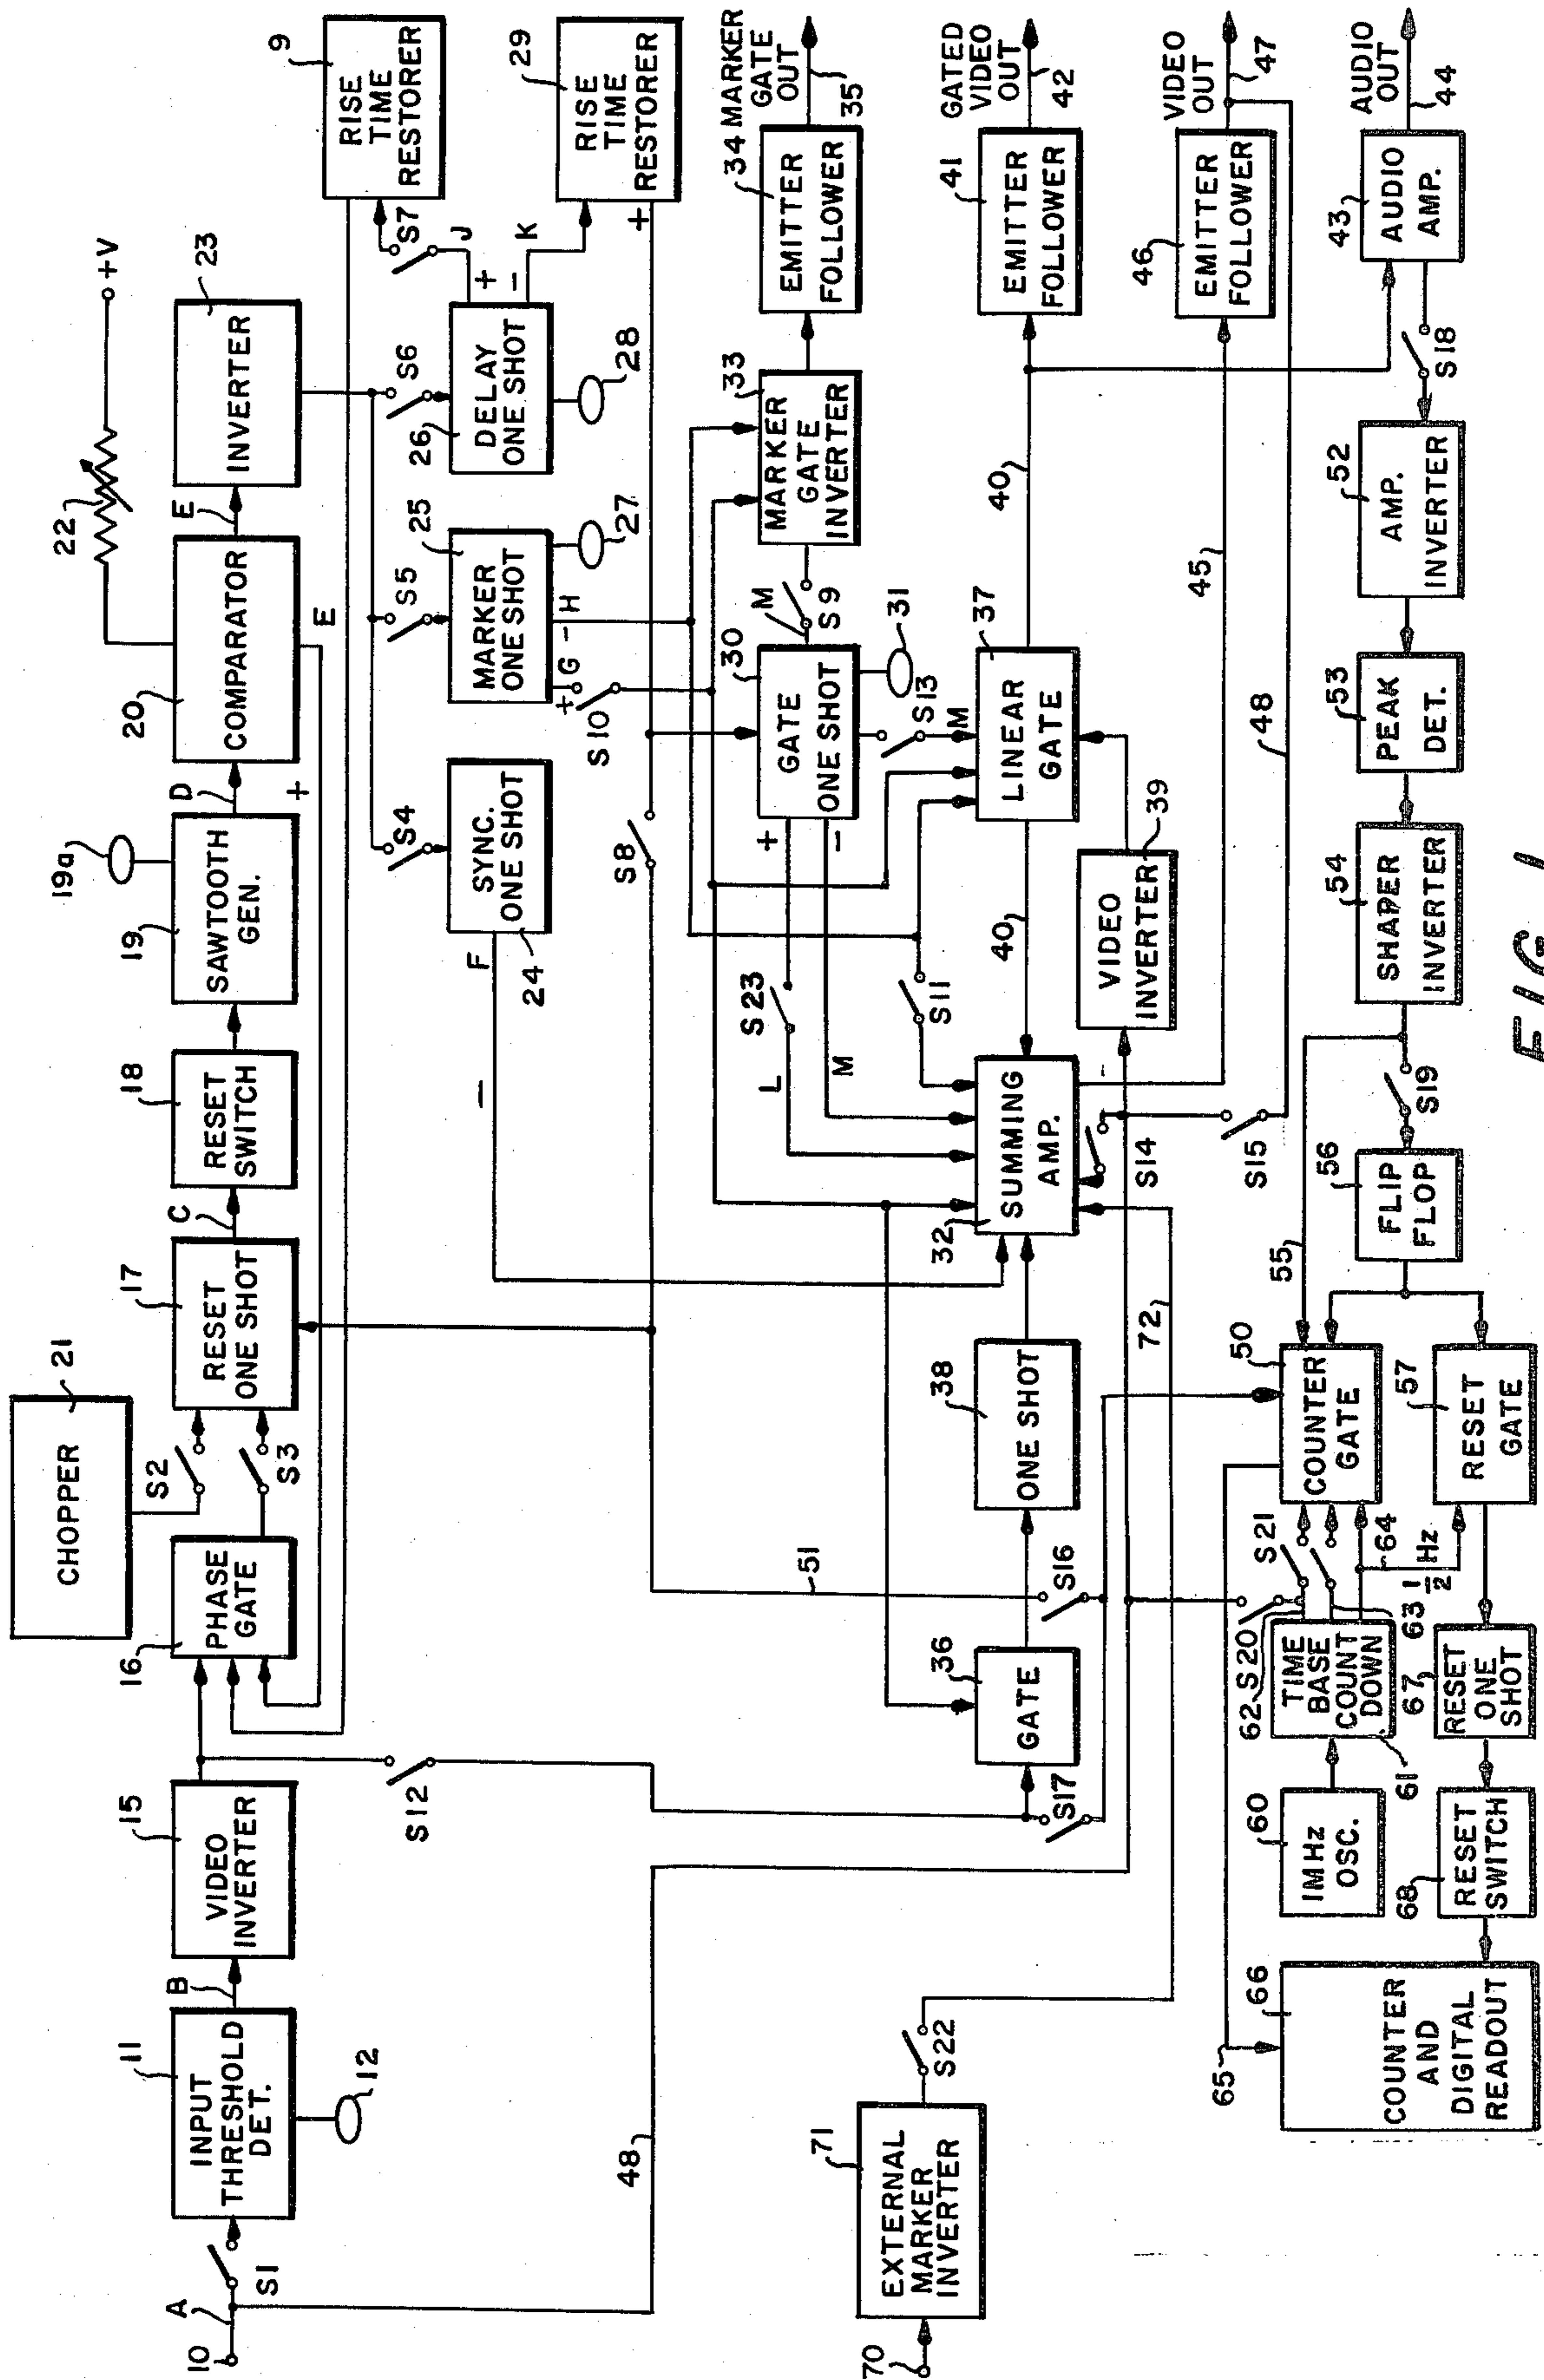 10
A
S1
11
INPUT
THRESHOLD
DET.
12
B
15
VIDEO
INVERTER
S12
16
PHASE
GATE
21
CHOPPER
S2
S3
17
RESET
ONE SHOT
C
18
RESET
SWITCH
19
SAWTOOTH
GEN.
19a
D
+
20
COMPARATOR
E
E
22
+V
23
INVERTER
9
RISE
TIME
RESTORER
S4
S5
S6
S7
F
−
24
SYNC.
ONE SHOT
25
MARKER
ONE SHOT
+
G
−
H
27
S10
26
DELAY
ONE SHOT
28
+
J
−
K
29
RISE
TIME
RESTORER
+
S8
51
48
30
GATE
ONE SHOT
+
−
M
S9
31
S13
M
S23
L
M
S11
33
MARKER
GATE
INVERTER
34
EMITTER
FOLLOWER
MARKER
GATE
OUT
35
36
GATE
S16
S17
38
ONE SHOT
32
SUMMING
AMP.
S14
S15
40
37
LINEAR
GATE
40
39
VIDEO
INVERTER
41
EMITTER
FOLLOWER
GATED
VIDEO
OUT
42
45
46
EMITTER
FOLLOWER
VIDEO
OUT
47
48
43
AUDIO
AMP.
AUDIO
OUT
44
S18
52
AMP.
INVERTER
53
PEAK
DET.
54
SHAPER
INVERTER
S19
55
56
FLIP
FLOP
50
COUNTER
GATE
57
RESET
GATE
70
71
EXTERNAL
MARKER
INVERTER
S22
72
60
1MHz
OSC.
61
TIME
BASE
COUNT
DOWN
62
S20
S21
63
64
1/2 Hz
65
66
COUNTER
AND
DIGITAL
READOUT
67
RESET
ONE
SHOT
68
RESET
SWITCH
FIG. 1